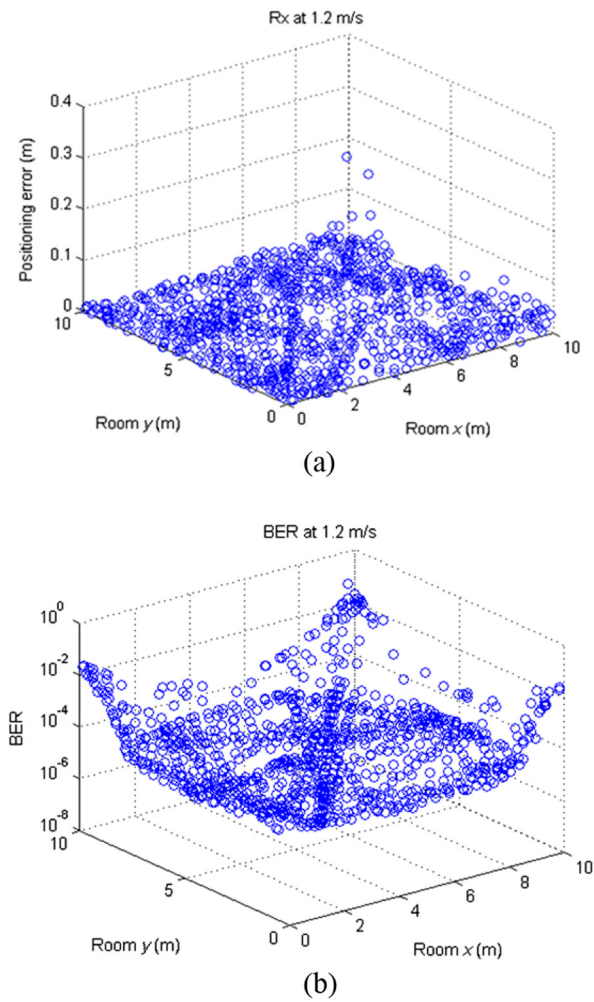 Rx at 1.2 m/s
0.4
0.3
0.2
0.1
0
Positioning error (m)
10
5
0
Room y (m)
0
2
4
6
8
10
Room x (m)
(a)
BER at 1.2 m/s
10^0
10^-2
10^-4
10^-6
10^-8
BER
10
5
0
Room y (m)
0
2
4
6
8
10
Room x (m)
(b)